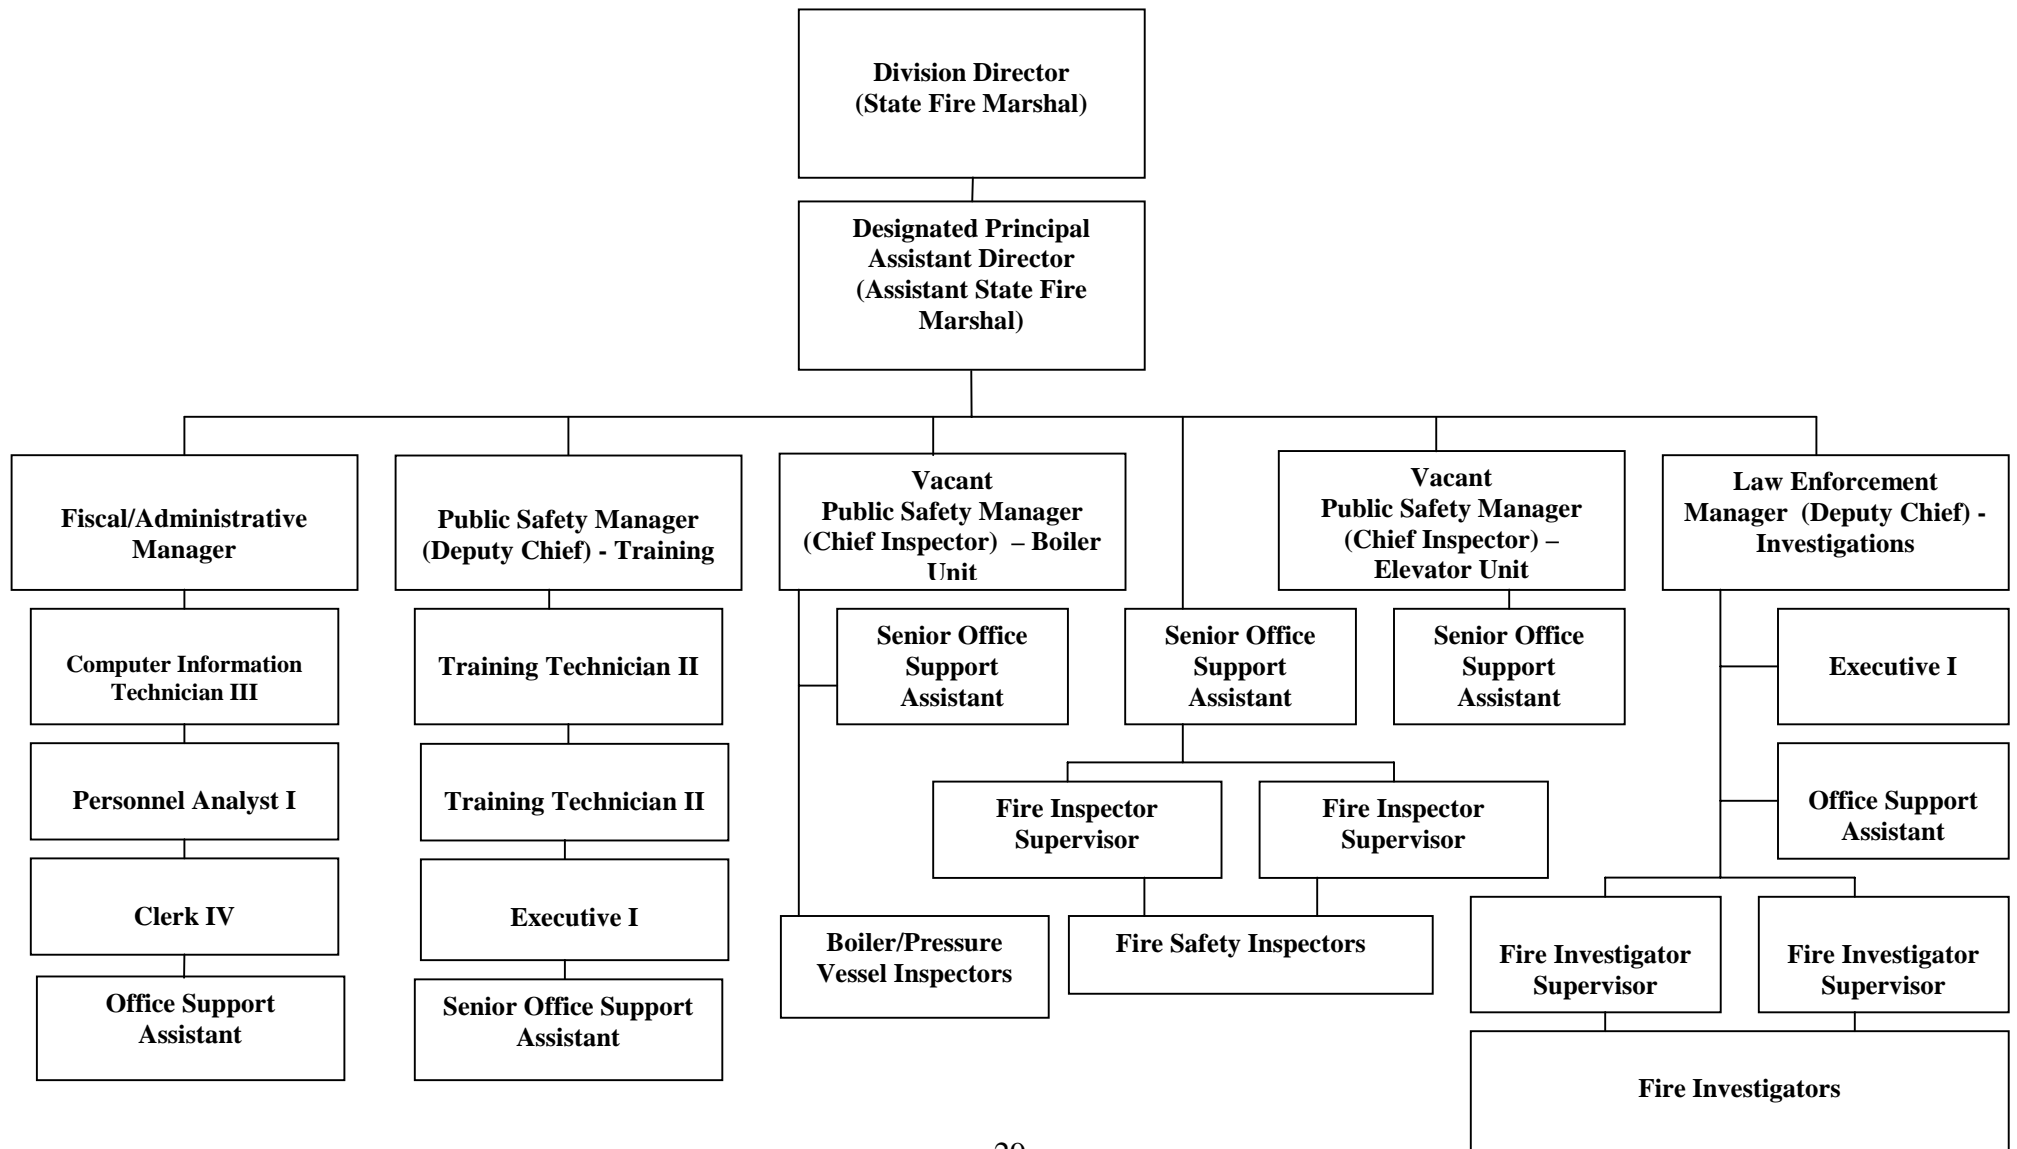 Division Director
(State Fire Marshal)
Designated Principal
Assistant Director
(Assistant State Fire
Marshal)
Fiscal/Administrative
Manager
Public Safety Manager
(Deputy Chief) - Training
Vacant
Public Safety Manager
(Chief Inspector) – Boiler
Unit
Vacant
Public Safety Manager
(Chief Inspector) –
Elevator Unit
Law Enforcement
Manager (Deputy Chief) -
Investigations
Computer Information
Technician III
Training Technician II
Senior Office
Support
Assistant
Senior Office
Support
Assistant
Senior Office
Support
Assistant
Executive I
Personnel Analyst I
Training Technician II
Fire Inspector
Supervisor
Fire Inspector
Supervisor
Office Support
Assistant
Clerk IV
Executive I
Boiler/Pressure
Vessel Inspectors
Fire Safety Inspectors
Fire Investigator
Supervisor
Fire Investigator
Supervisor
Office Support
Assistant
Senior Office Support
Assistant
Fire Investigators